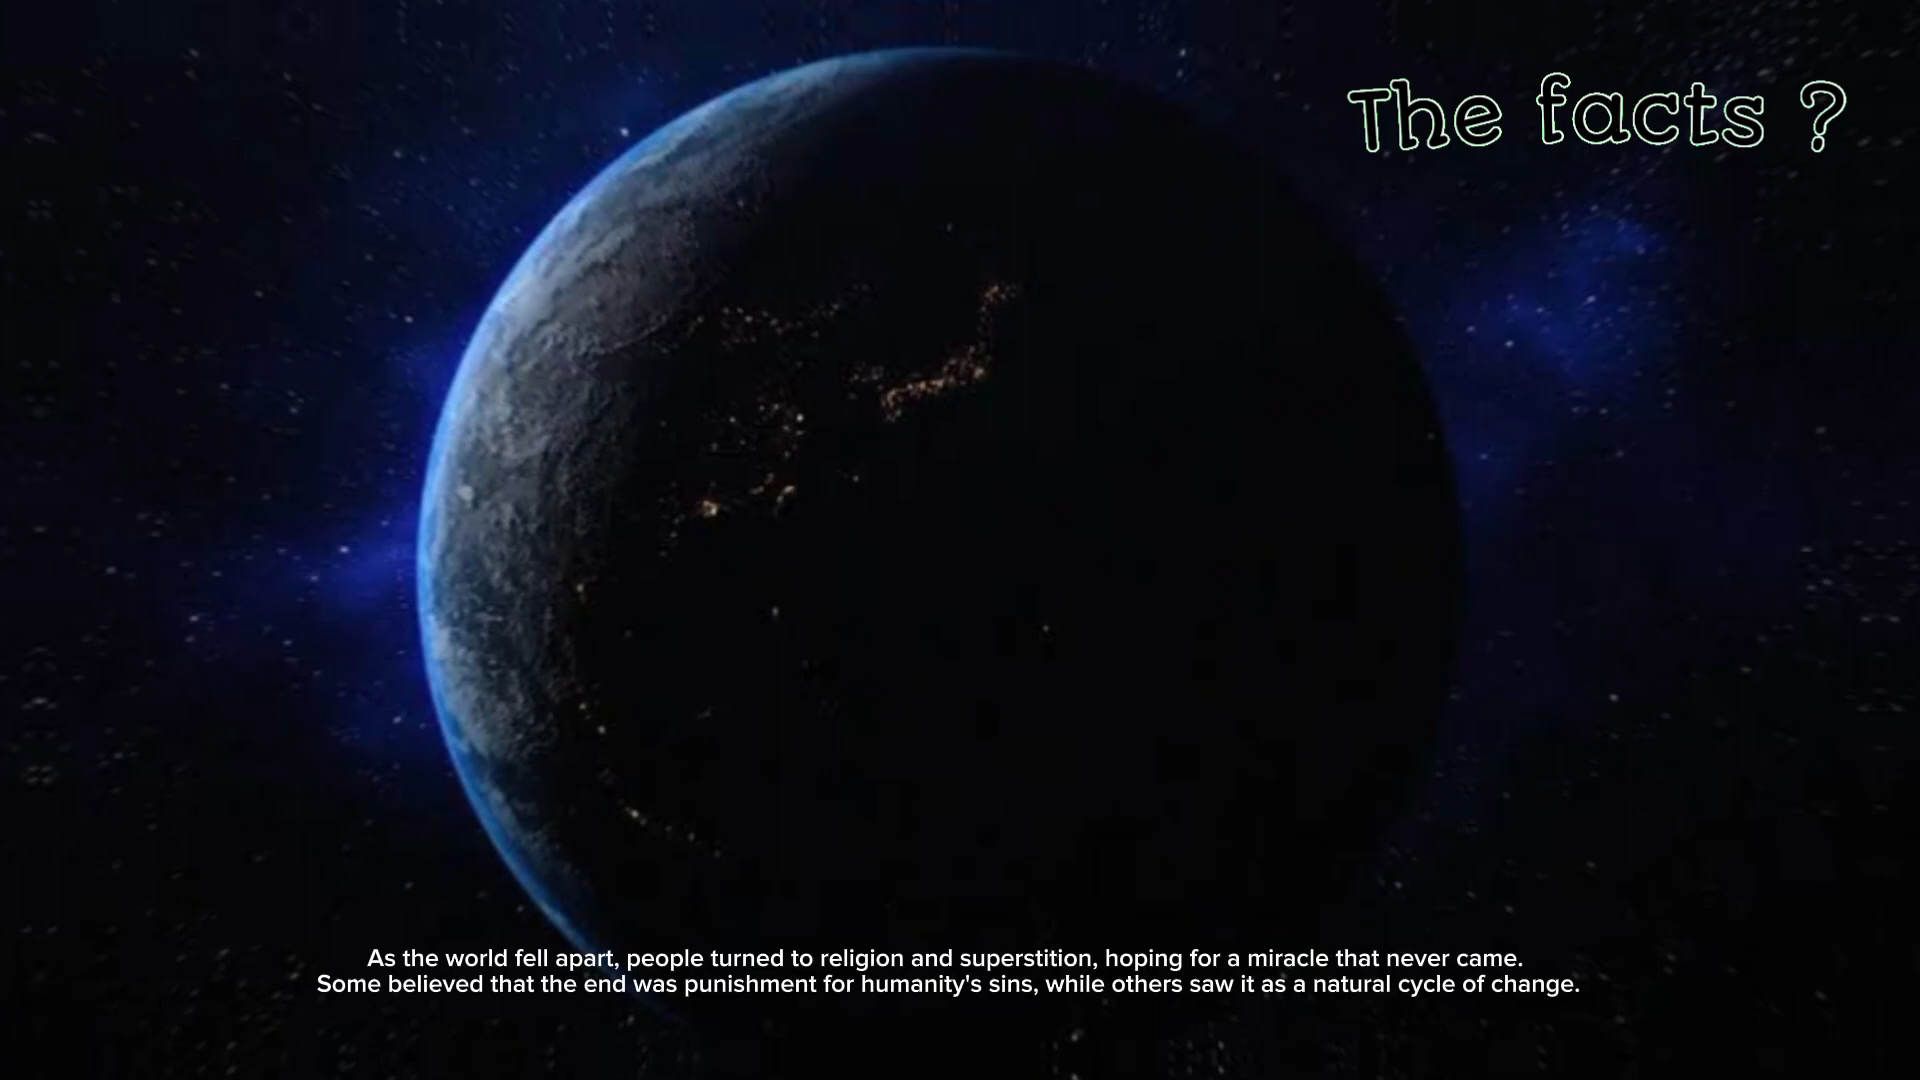 The facts ?
As the world fell apart, people turned to religion and superstition, hoping for a miracle that never came.
Some believed that the end was punishment for humanity's sins, while others saw it as a natural cycle of change.